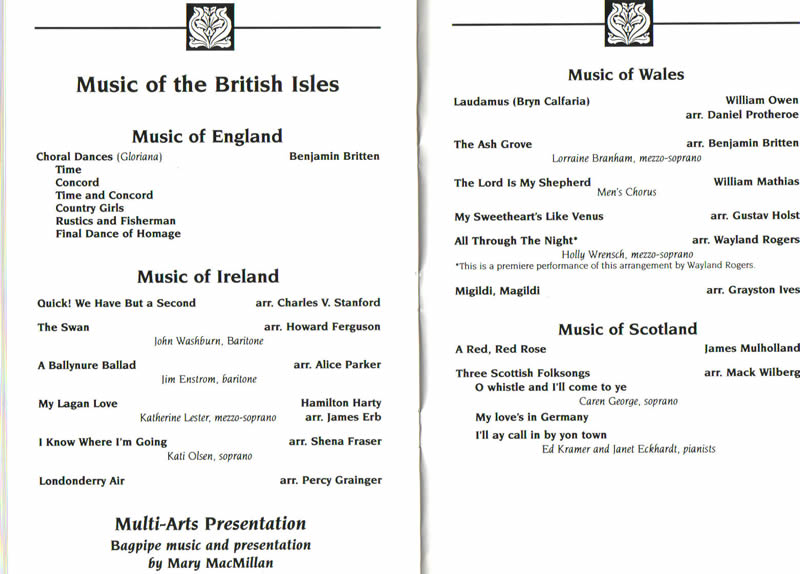 Music of the British Isles
Music of England
Choral Dances (Gloriana) Benjamin Britten
Time
Concord
Time and Concord
Country Girls
Rustics and Fisherman
Final Dance of Homage
Music of Ireland
Quick! We Have But a Second arr. Charles V. Stanford
The Swan arr. Howard Ferguson
John Washburn, Baritone
A Ballynure Ballad arr. Alice Parker
Jim Enstrom, baritone
My Lagan Love Hamilton Harty
Katherine Lester, mezzo-soprano arr. James Erb
I Know Where I'm Going arr. Shena Fraser
Kati Olsen, soprano
Londonderry Air arr. Percy Grainger
Multi-Arts Presentation
Bagpipe music and presentation
by Mary MacMillan
Music of Wales
Laudamus (Bryn Calfaria) William Owen
arr. Daniel Protheroe
The Ash Grove arr. Benjamin Britten
Lorraine Branham, mezzo-soprano
The Lord Is My Shepherd William Mathias
Men's Chorus
My Sweetheart's Like Venus arr. Gustav Holst
All Through The Night* arr. Wayland Rogers
Holly Wrensch, mezzo-soprano
*This is a premiere performance of this arrangement by Wayland Rogers.
Migildi, Magildi arr. Grayston Ives
Music of Scotland
A Red, Red Rose James Mulholland
Three Scottish Folksongs arr. Mack Wilberg
O whistle and I'll come to ye
Caren George, soprano
My love's in Germany
I'll ay call in by yon town
Ed Kramer and Janet Eckhardt, pianists